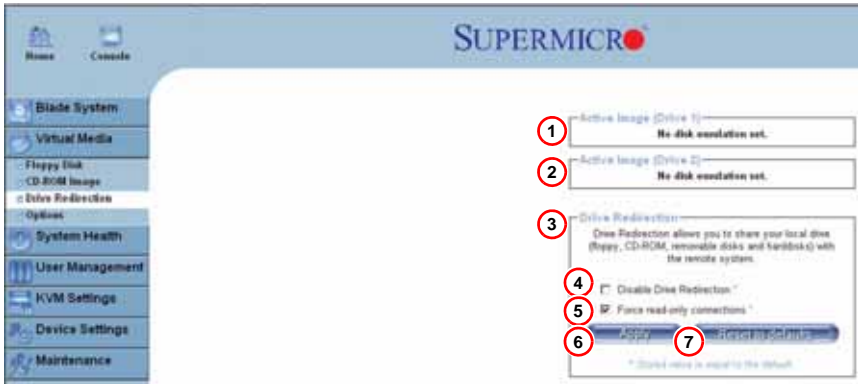 SUPERMICRO
Home Console
Blade System
Virtual Media
Floppy Disk
CD-ROM Image
Drive Redirection
Options
System Health
User Management
KVM Settings
Device Settings
Maintenance
1
Active Image (Drive 1)
No disk emulation set.
2
Active Image (Drive 2)
No disk emulation set.
3
Drive Redirection
Drive Redirection allows you to share your local drive
(floppy, CD-ROM, removable disks and harddisks) with
the remote system.
4
Disable Drive Redirection *
5
Force read-only connections *
6
Apply
7
Reset to defaults
* Stored value is equal to the default.